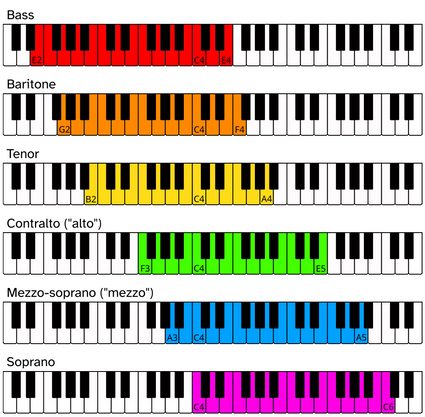 Bass
E2 C4 E4
Baritone
G2 C4 F4
Tenor
B2 C4 A4
Contralto ("alto")
F3 C4 E5
Mezzo-soprano ("mezzo")
A3 C4 A5
Soprano
C4 C6